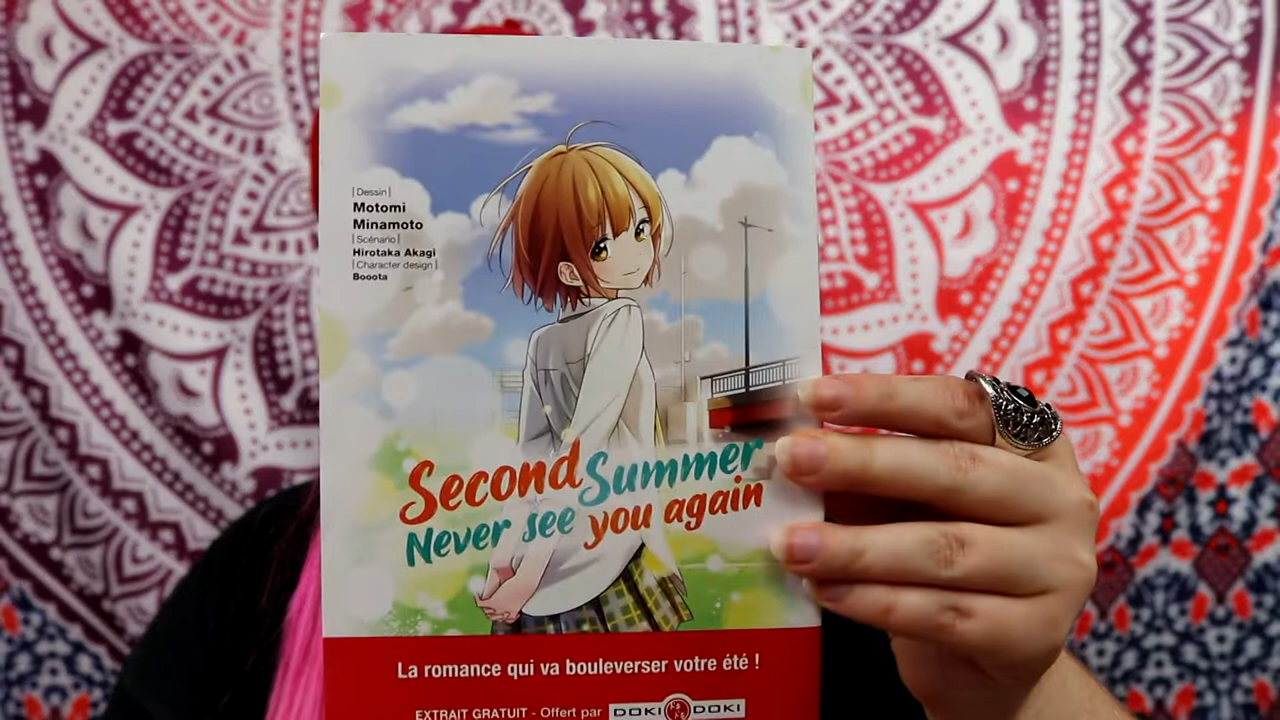 | Dessin |
Motomi
Minamoto
| Scénario |
Hirotaka Akagi
| Character design |
Booota
Second Summer
Never see you again
La romance qui va bouleverser votre été !
EXTRAIT GRATUIT - Offert par DOKI DOKI